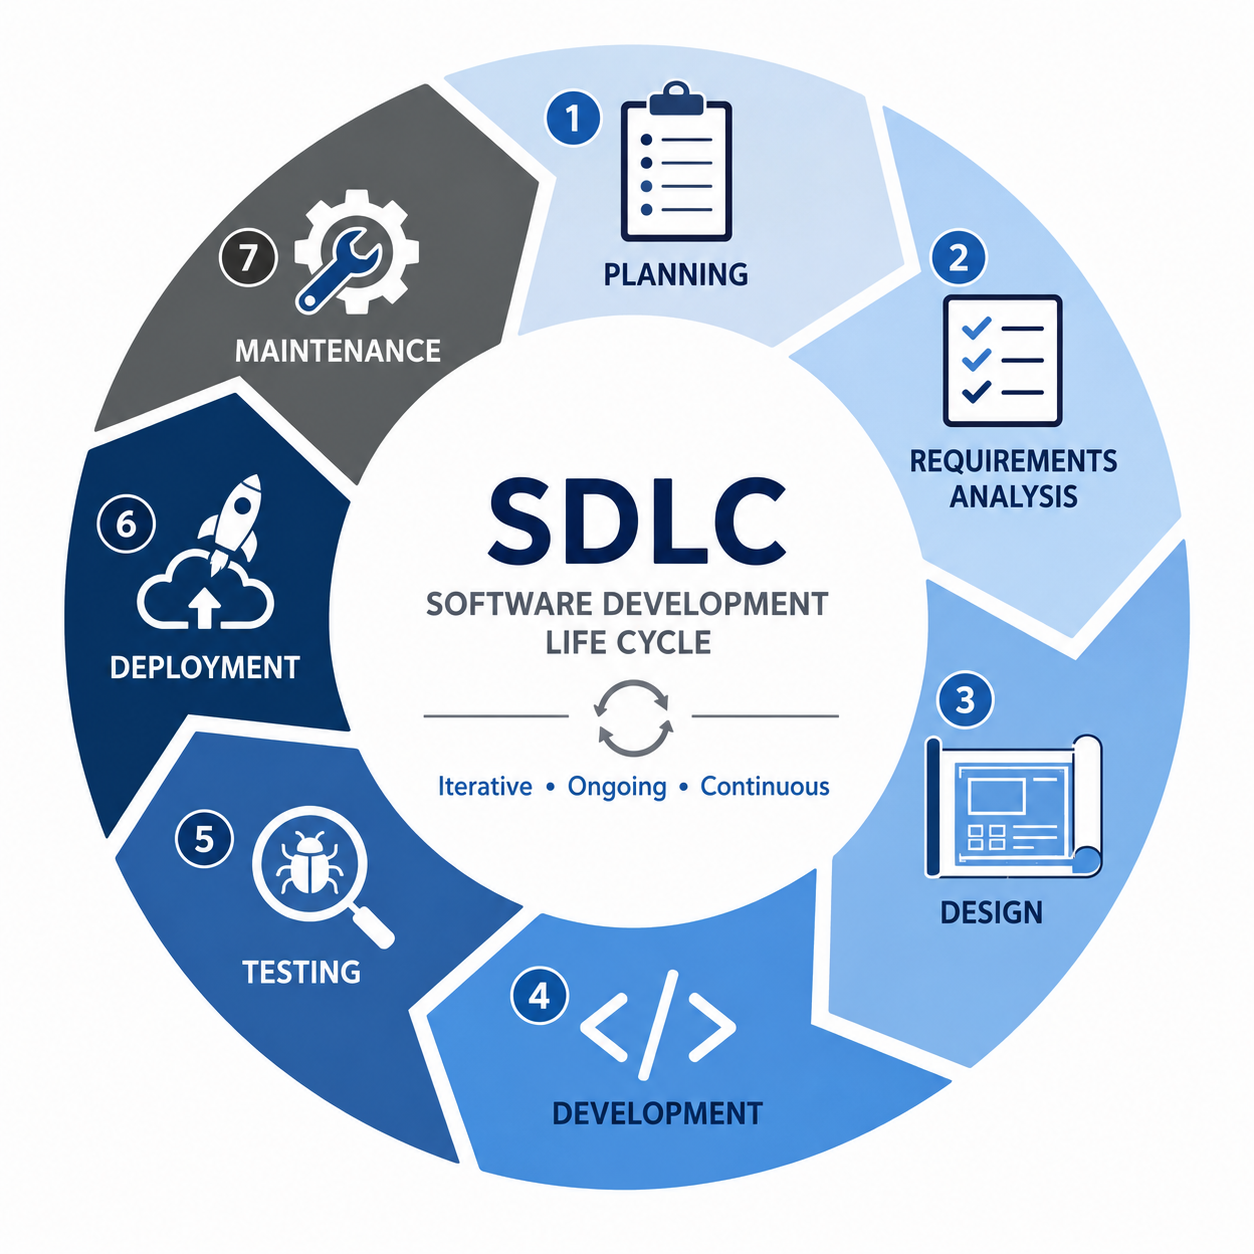 1
PLANNING
2
REQUIREMENTS
ANALYSIS
3
DESIGN
4
DEVELOPMENT
5
TESTING
6
DEPLOYMENT
7
MAINTENANCE
SDLC
SOFTWARE DEVELOPMENT
LIFE CYCLE
Iterative • Ongoing • Continuous